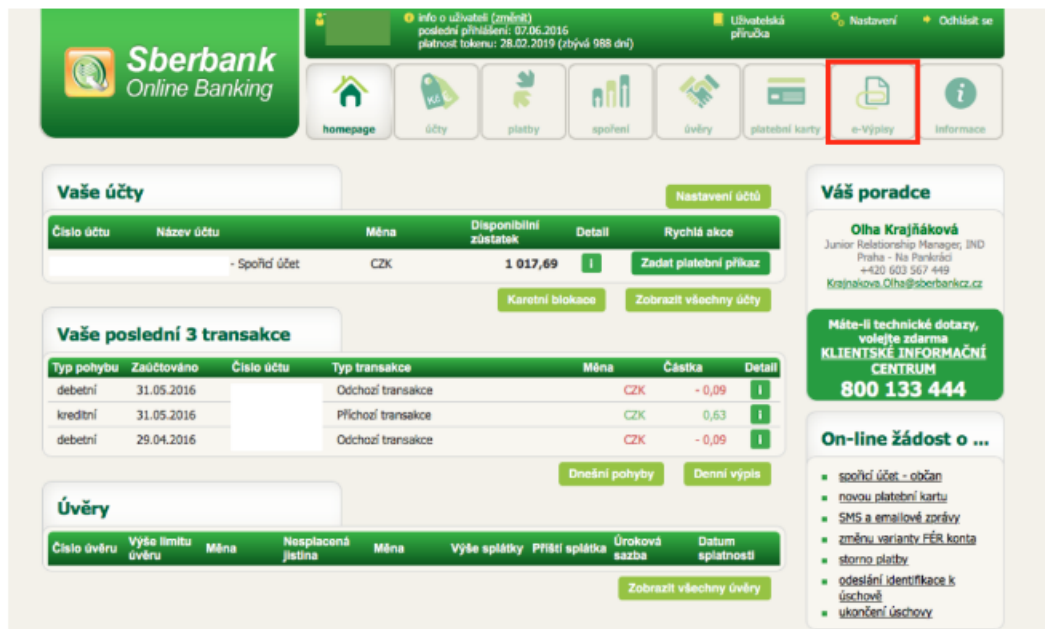 Sberbank
Online Banking
info o uživateli (změnit)
poslední přihlášení: 07.06.2016
platnost tokenu: 28.02.2019 (zbývá 988 dní)
Uživatelská
příručka
Nastavení
Odhlásit se
homepage
Kč
účty
platby
spoření
úvěry
platební karty
e-Výpisy
i
informace
Vaše účty
Nastavení účtů
Číslo účtu Název účtu Měna Disponibilní zůstatek Detail Rychlá akce
- Spořicí účet CZK 1 017,69 i Zadat platební příkaz
Karetní blokace Zobrazit všechny účty
Vaše poslední 3 transakce
Typ pohybu Zaúčtováno Číslo účtu Typ transakce Měna Částka Detail
debetní 31.05.2016 Odchozí transakce CZK - 0,09 i
kreditní 31.05.2016 Příchozí transakce CZK 0,63 i
debetní 29.04.2016 Odchozí transakce CZK - 0,09 i
Dnešní pohyby Denní výpis
Úvěry
Číslo úvěru Výše limitu úvěru Měna Nesplacená jistina Měna Výše splátky Příští splátka Úroková sazba Datum splatnosti
Zobrazit všechny úvěry
Váš poradce
Olha Krajňáková
Junior Relationship Manager, IND
Praha - Na
Pankráci
+420 603 567 449
Krajnakova.Olha@sberbankcz.cz
Máte-li technické dotazy,
volejte zdarma
KLIENTSKÉ INFORMAČNÍ
CENTRUM
800 133 444
On-line žádost o ...
spořicí účet - občan
novou platební kartu
SMS a emailové zprávy
změnu varianty FÉR konta
storno platby
odeslání identifikace k
úschově
ukončení úschovy